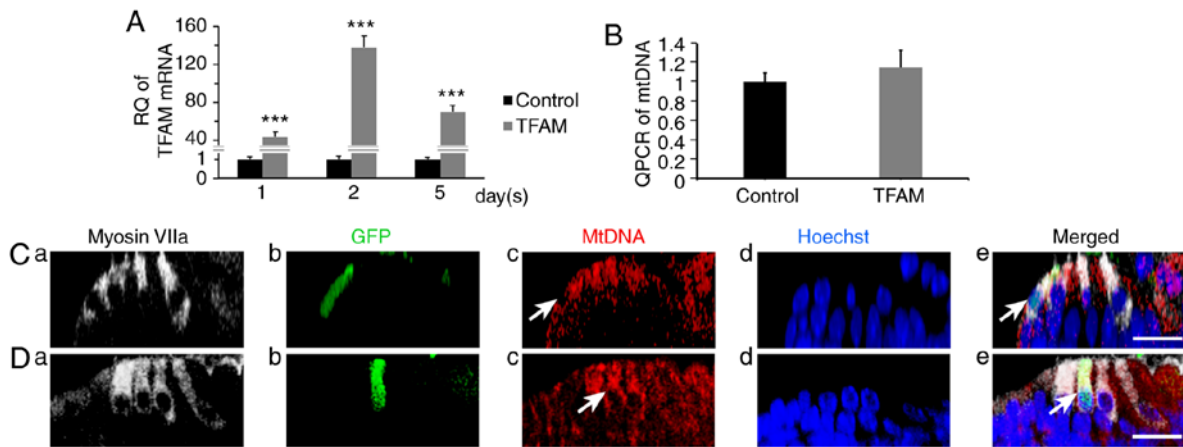 A
160
120
80
40
1
0
RQ of
TFAM mRNA
***
***
***
1 2 5 day(s)
Control
TFAM
B
1.4
1.2
1
0.8
0.6
0.4
0.2
0
QPCR of mtDNA
Control TFAM
Myosin VIIa GFP MtDNA Hoechst Merged
C a b c d e
D a b c d e